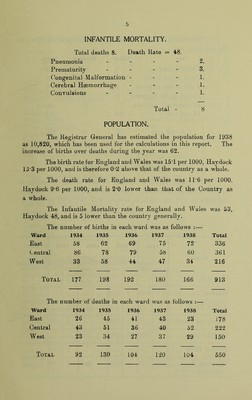 5
INFANTILE MORTALITY.
Total deaths 8. Death Rate = 48.
Pneumonia - - - - 2.
Prematurity - - - - 3.
Congenital Malformation - - - 1.
Cerebral Hæmorrhage - - - 1.
Convulsions - - - - 1.
Total - 8
POPULATION.
The Registrar General has estimated the population for 1938
as 10,820, which has been used for the calculations in this report. The
increase of births over deaths during the year was 62.
The birth rate for England and Wales was 15·1 per 1000, Haydock
15·3 per 1000, and is therefore 0·2 above that of the country as a whole.
The death rate for England and Wales was 11·6 per 1000.
Haydock 9·6 per 1000, and is 2·0 lower than that of the Country as
a whole.
The Infantile Mortality rate for England and Wales was 53,
Haydock 48, and is 5 lower than the country generally.
The number of births in each ward was as follows :—
Ward 1934 1935 1936 1937 1938 Total
East 58 62 69 75 72 336
Central 86 78 79 58 60 361
West 33 58 44 47 34 216
Total 177 198 192 180 166 913
The number of deaths in each ward was as follows :—
Ward 1934 1935 1936 1937 1938 Total
East 26 45 41 43 23 178
Central 43 51 36 40 52 222
West 23 34 27 37 29 150
Total 92 130 104 120 104 550